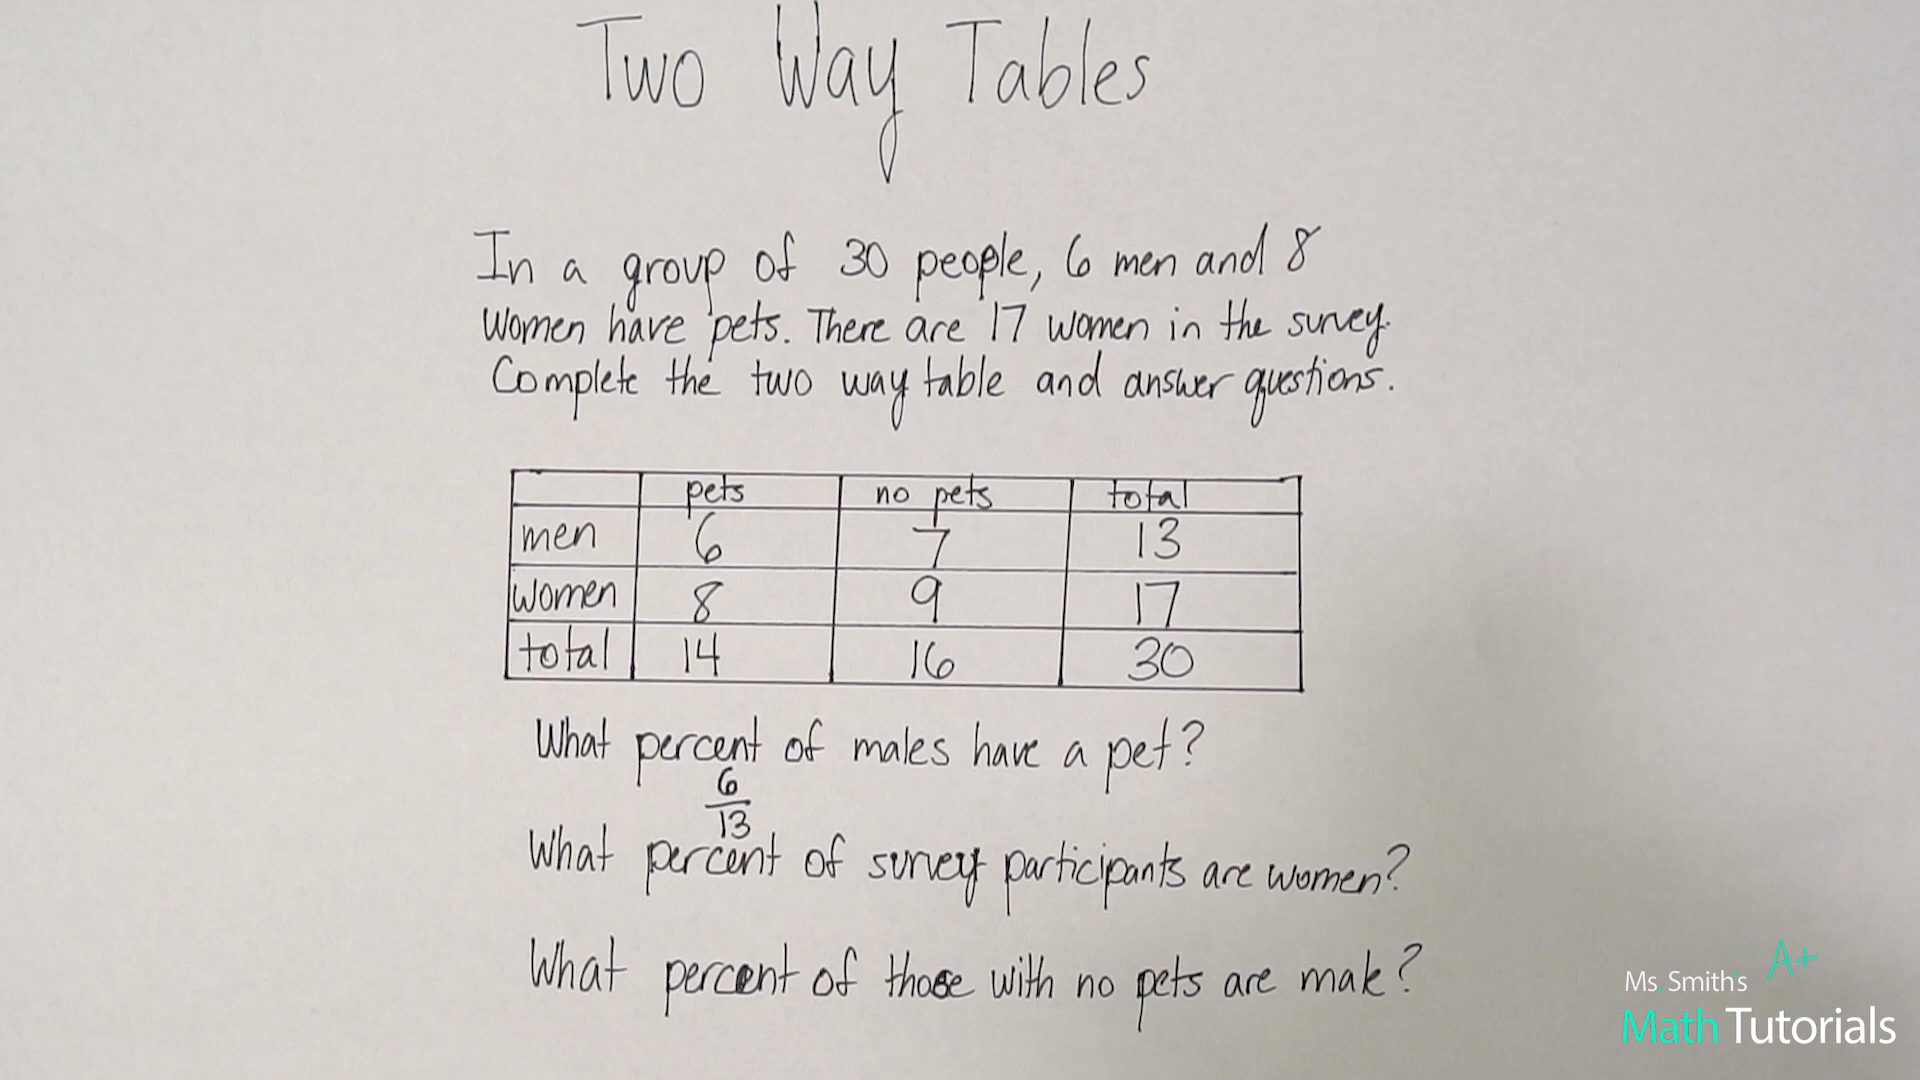 Two Way Tables
In a group of 30 people, 6 men and 8
women have pets. There are 17 women in the survey.
Complete the two way table and answer questions.
pets no pets total
men 6 7 13
women 8 9 17
total 14 16 30
What percent of males have a pet?
6
13
What percent of survey participants are women?
What percent of those with no pets are male?
A+
Ms. Smith's
Math Tutorials